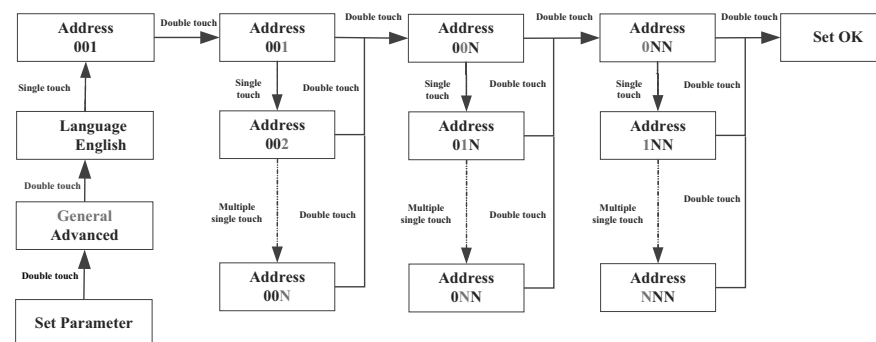 Address
001
Double touch
Address
001
Double touch
Address
00N
Double touch
Address
0NN
Double touch
Set OK
Single touch
Single
touch
Double touch
Single
touch
Double touch
Single
touch
Double touch
Language
English
Address
002
Address
01N
Address
1NN
Double touch
Multiple
single touch
Double touch
Multiple
single touch
Double touch
Multiple
single touch
Double touch
General
Advanced
Double touch
Address
00N
Address
0NN
Address
NNN
Set Parameter